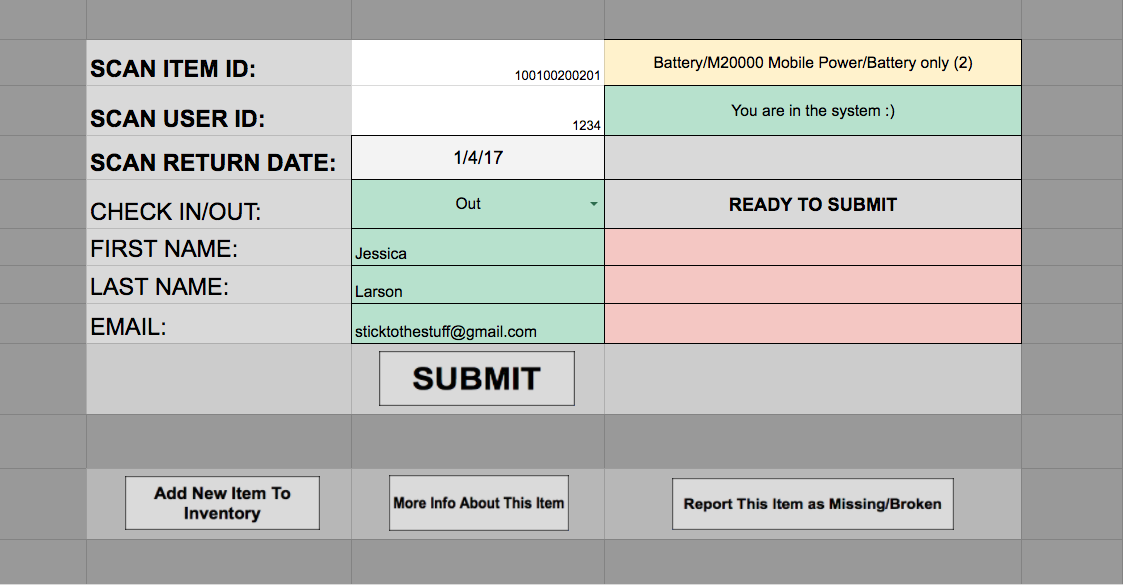 SCAN ITEM ID:
100100200201
Battery/M20000 Mobile Power/Battery only (2)
SCAN USER ID:
1234
You are in the system :)
SCAN RETURN DATE:
1/4/17
CHECK IN/OUT:
Out
READY TO SUBMIT
FIRST NAME:
Jessica
LAST NAME:
Larson
EMAIL:
sticktothestuff@gmail.com
SUBMIT
Add New Item To
Inventory
More Info About This Item
Report This Item as Missing/Broken